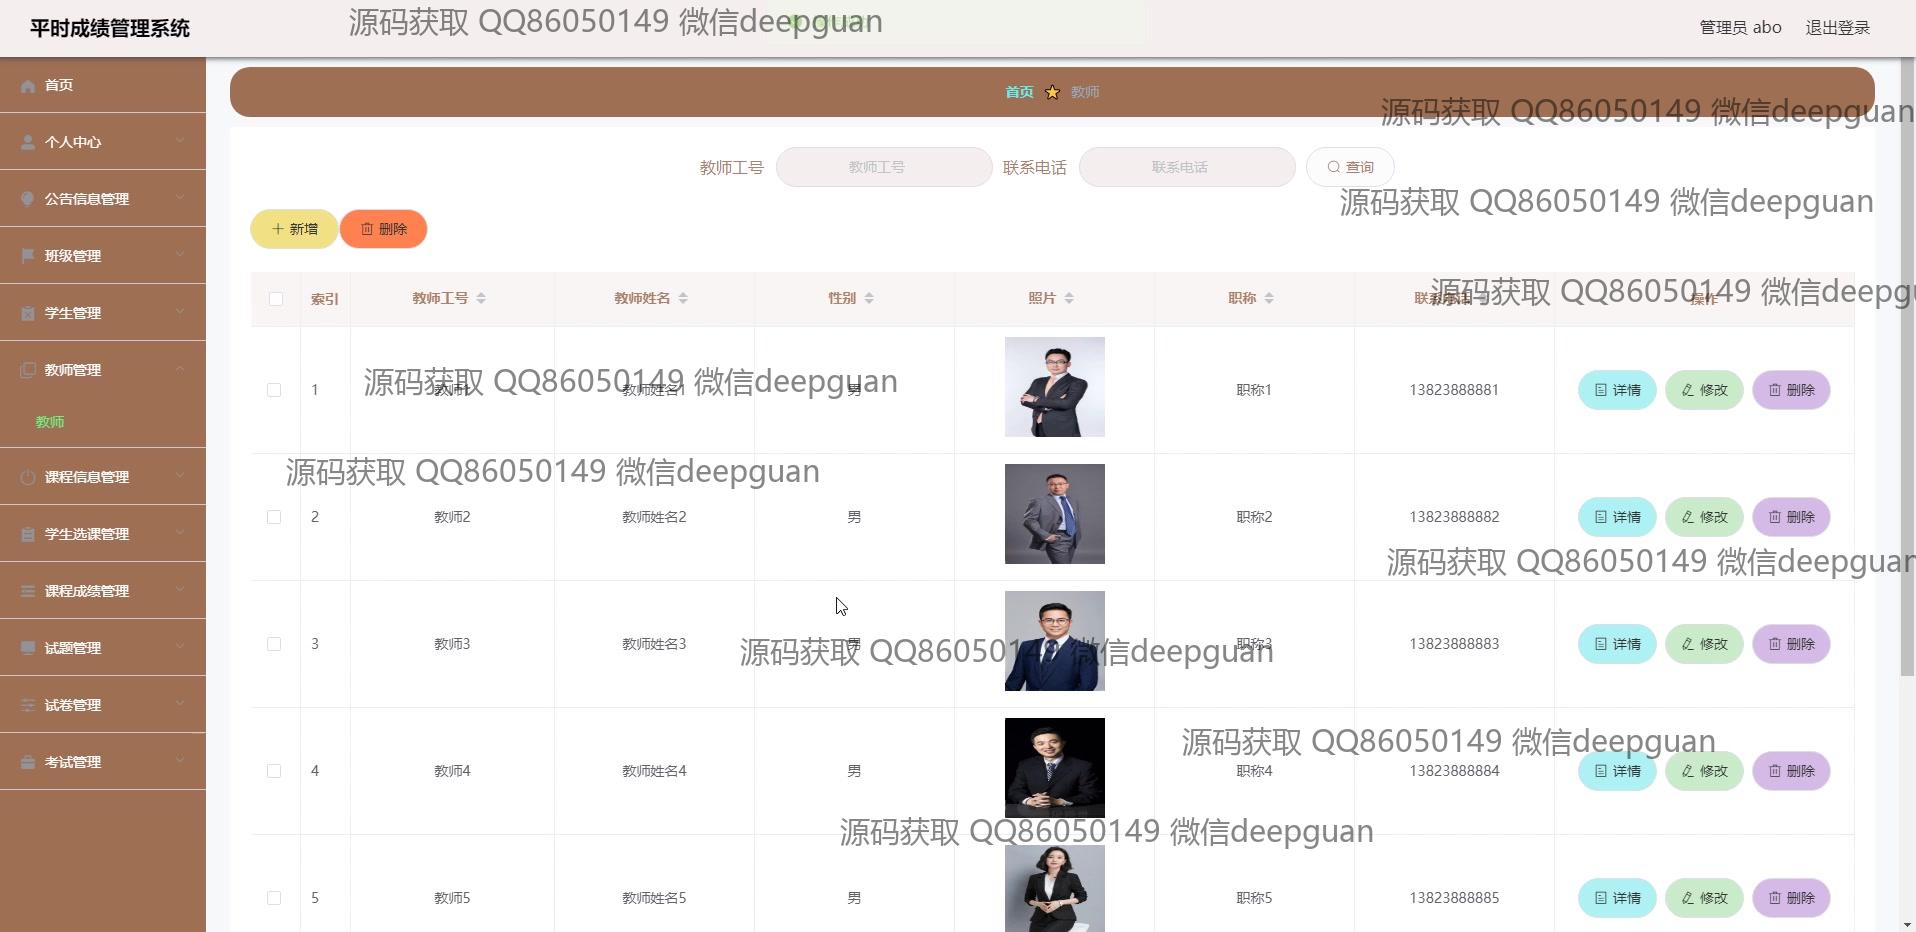 平时成绩管理系统
源码获取 QQ86050149 微信deepguan
管理员 abo
退出登录
首页
个人中心
公告信息管理
班级管理
学生管理
教师管理
教师
课程信息管理
学生选课管理
课程成绩管理
试题管理
试卷管理
考试管理
首页 教师
源码获取 QQ86050149 微信deepguan
教师工号 教师工号 联系电话 联系电话 查询
源码获取 QQ86050149 微信deepguan
新增 删除
索引 教师工号 教师姓名 性别 照片 职称 联系电话 操作
源码获取 QQ86050149 微信deepg
1 教师1 教师姓名1 男 职称1 13823888881 详情 修改 删除
源码获取 QQ86050149 微信deepguan
源码获取 QQ86050149 微信deepguan
2 教师2 教师姓名2 男 职称2 13823888882 详情 修改 删除
源码获取 QQ86050149 微信deepguan
3 教师3 教师姓名3 男 职称3 13823888883 详情 修改 删除
源码获取 QQ86050149 微信deepguan
源码获取 QQ86050149 微信deepguan
4 教师4 教师姓名4 男 职称4 13823888884 详情 修改 删除
源码获取 QQ86050149 微信deepguan
5 教师5 教师姓名5 男 职称5 13823888885 详情 修改 删除